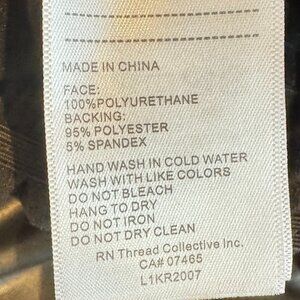 MADE IN CHINA
FACE:
100%POLYURETHANE
BACKING:
95% POLYESTER
5% SPANDEX
HAND WASH IN COLD WATER
WASH WITH LIKE COLORS
DO NOT BLEACH
HANG TO DRY
DO NOT IRON
DO NOT DRY CLEAN
RN Thread Collective Inc.
CA# 07465
L1KR2007